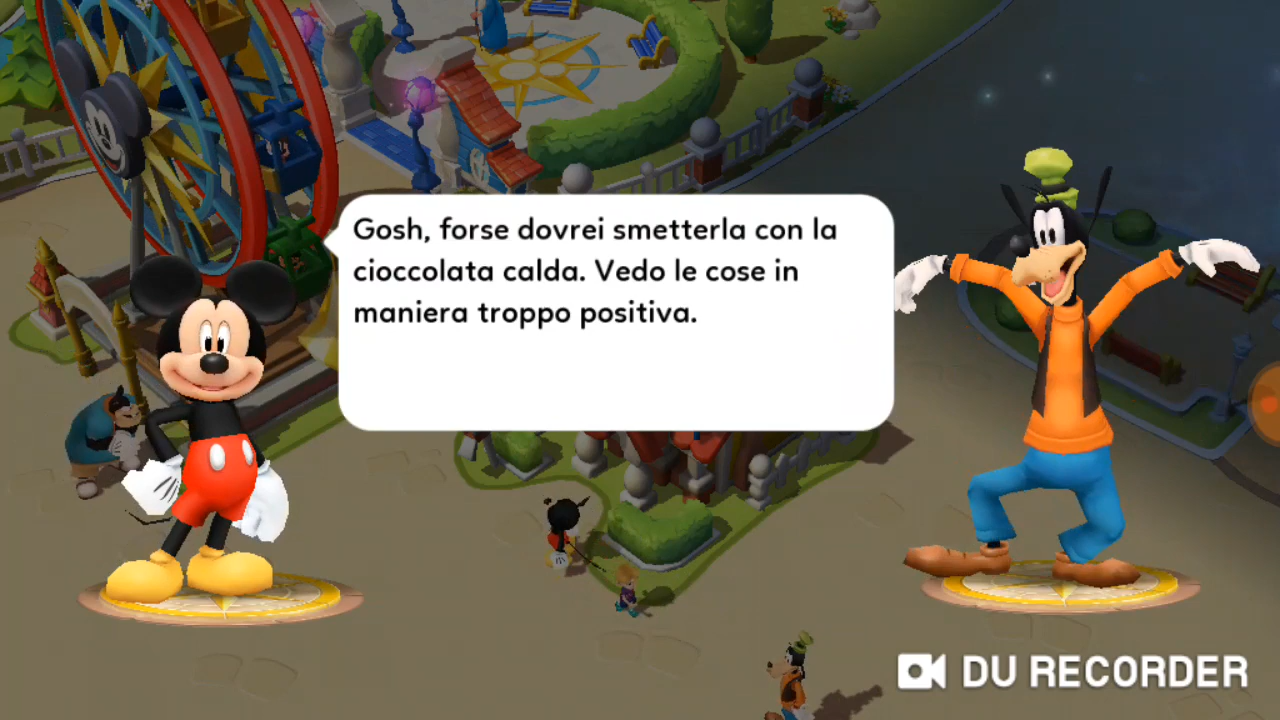 Gosh, forse dovrei smetterla con la
cioccolata calda. Vedo le cose in
maniera troppo positiva.
DU RECORDER